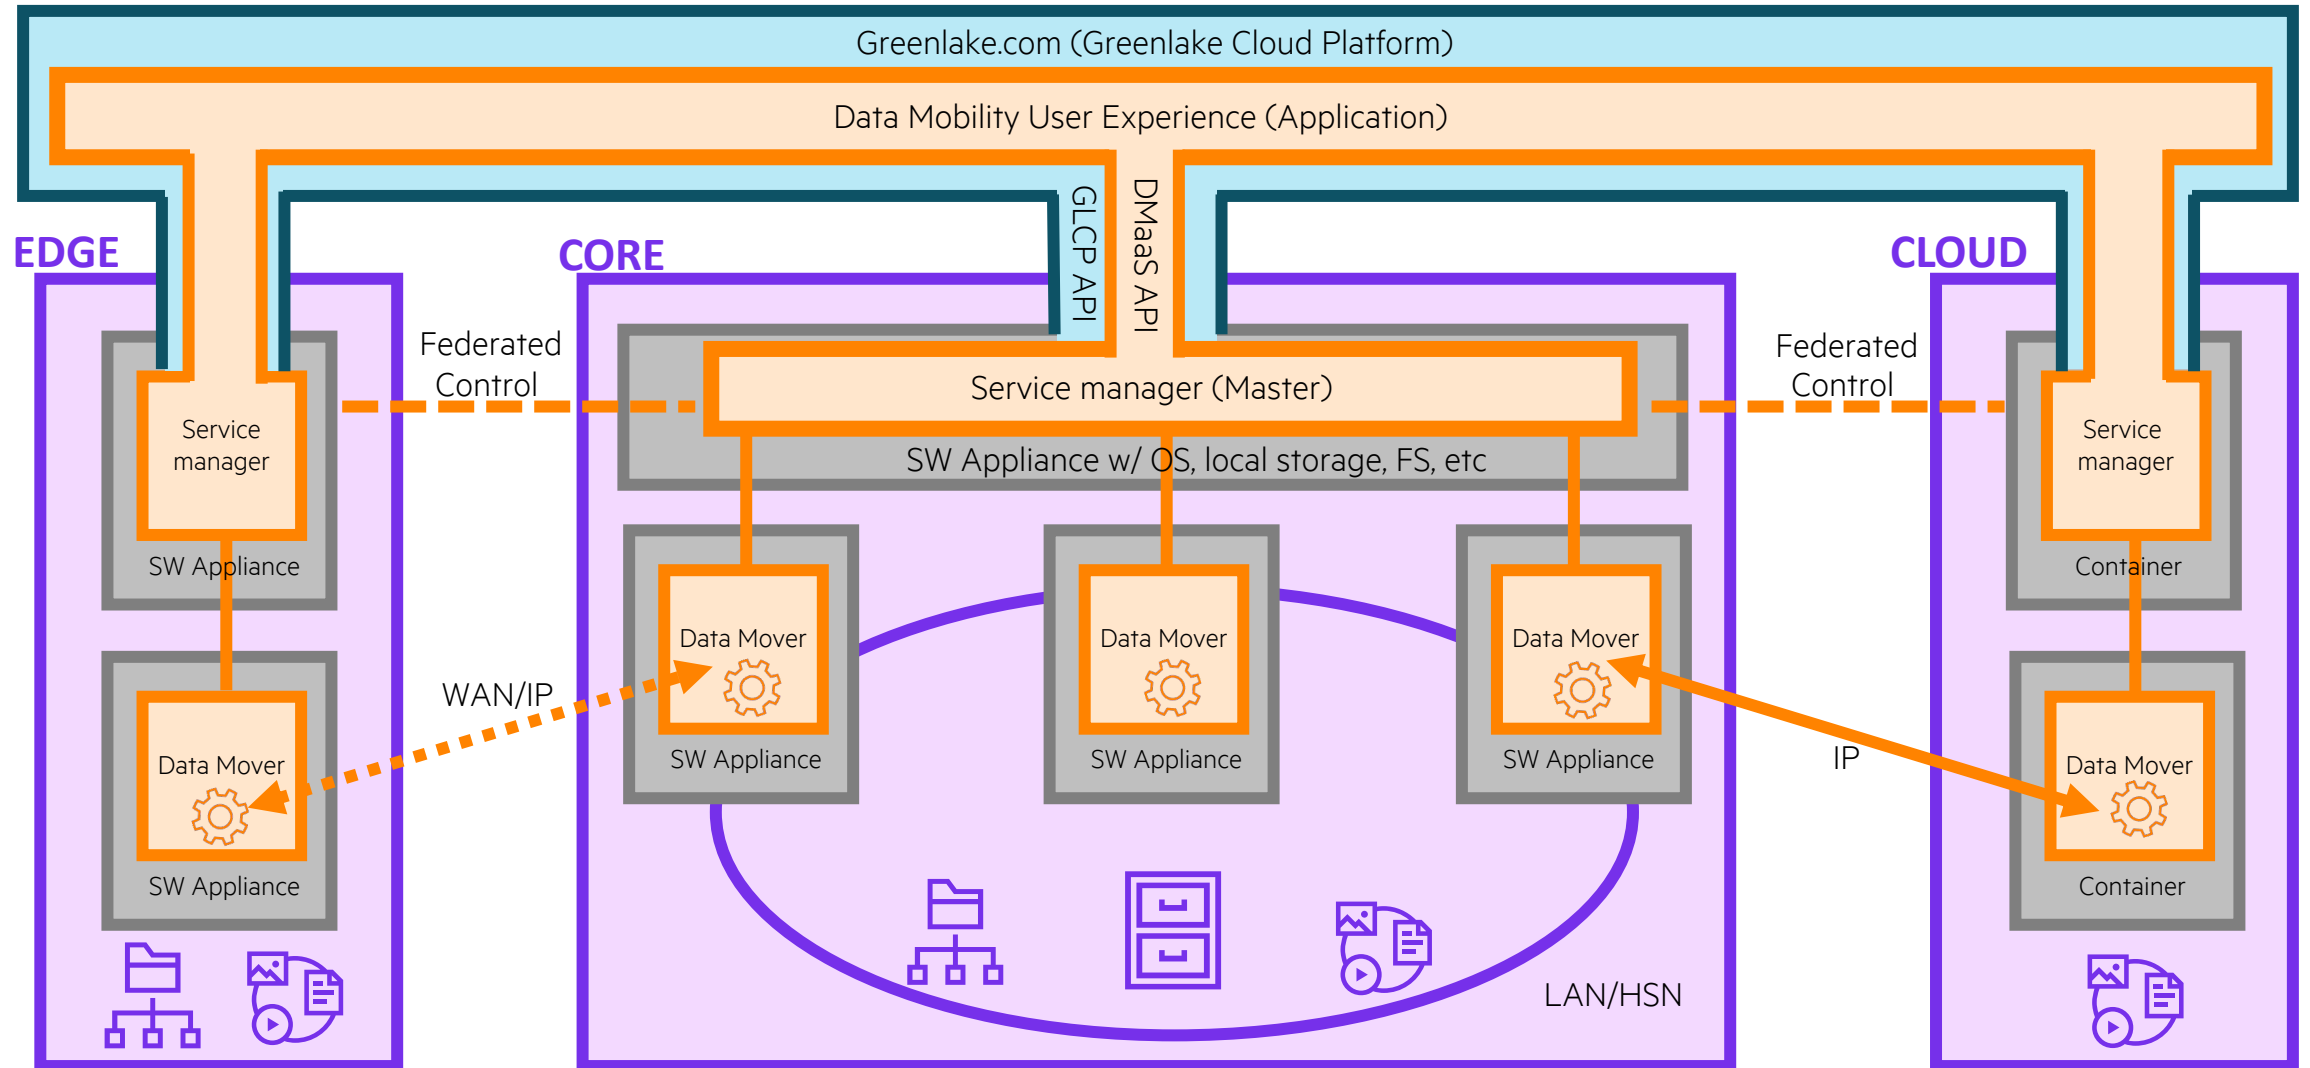 Greenlake.com (Greenlake Cloud Platform)
Data Mobility User Experience (Application)
GLCP API
DMaaS API
EDGE
CORE
CLOUD
Federated
Control
Federated
Control
Service manager (Master)
SW Appliance w/ OS, local storage, FS, etc
Service
manager
SW Appliance
Service
manager
Container
Data Mover
SW Appliance
Data Mover
SW Appliance
Data Mover
SW Appliance
WAN/IP
IP
Data Mover
SW Appliance
Data Mover
Container
LAN/HSN